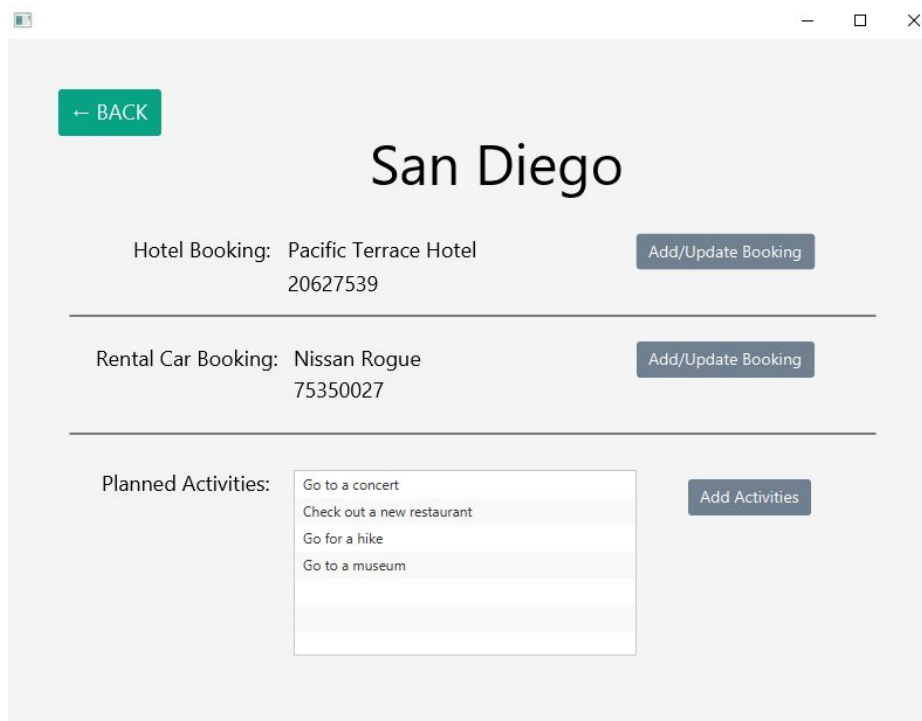 ← BACK
San Diego
Hotel Booking: Pacific Terrace Hotel Add/Update Booking
20627539
Rental Car Booking: Nissan Rogue Add/Update Booking
75350027
Planned Activities: Go to a concert Add Activities
Check out a new restaurant
Go for a hike
Go to a museum